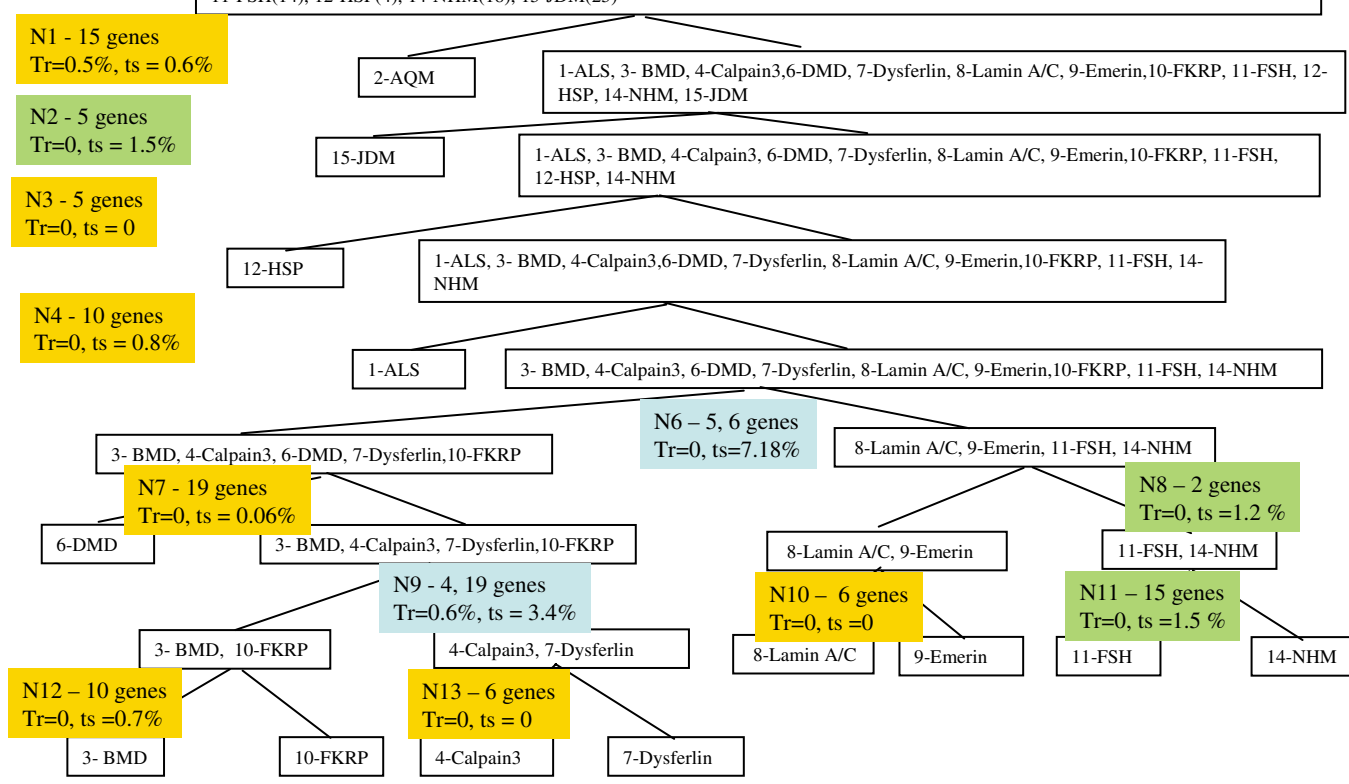 11-FSH(14), 12-HSP(4), 14-NHM(18), 15-JDM(25)
N1 - 15 genes
Tr=0.5%, ts = 0.6%
2-AQM
1-ALS, 3- BMD, 4-Calpain3,6-DMD, 7-Dysferlin, 8-Lamin A/C, 9-Emerin,10-FKRP, 11-FSH, 12-
HSP, 14-NHM, 15-JDM
N2 - 5 genes
Tr=0, ts = 1.5%
15-JDM
1-ALS, 3- BMD, 4-Calpain3, 6-DMD, 7-Dysferlin, 8-Lamin A/C, 9-Emerin,10-FKRP, 11-FSH,
12-HSP, 14-NHM
N3 - 5 genes
Tr=0, ts = 0
12-HSP
1-ALS, 3- BMD, 4-Calpain3,6-DMD, 7-Dysferlin, 8-Lamin A/C, 9-Emerin,10-FKRP, 11-FSH, 14-
NHM
N4 - 10 genes
Tr=0, ts = 0.8%
1-ALS
3- BMD, 4-Calpain3, 6-DMD, 7-Dysferlin, 8-Lamin A/C, 9-Emerin,10-FKRP, 11-FSH, 14-NHM
N6 – 5, 6 genes
Tr=0, ts=7.18%
3- BMD, 4-Calpain3, 6-DMD, 7-Dysferlin,10-FKRP
8-Lamin A/C, 9-Emerin, 11-FSH, 14-NHM
N7 - 19 genes
Tr=0, ts = 0.06%
N8 – 2 genes
Tr=0, ts =1.2 %
6-DMD
3- BMD, 4-Calpain3, 7-Dysferlin,10-FKRP
8-Lamin A/C, 9-Emerin
11-FSH, 14-NHM
N9 - 4, 19 genes
Tr=0.6%, ts = 3.4%
N10 – 6 genes
Tr=0, ts =0
N11 – 15 genes
Tr=0, ts =1.5 %
3- BMD, 10-FKRP
4-Calpain3, 7-Dysferlin
8-Lamin A/C
9-Emerin
11-FSH
14-NHM
N12 – 10 genes
Tr=0, ts =0.7%
N13 – 6 genes
Tr=0, ts = 0
3- BMD
10-FKRP
4-Calpain3
7-Dysferlin